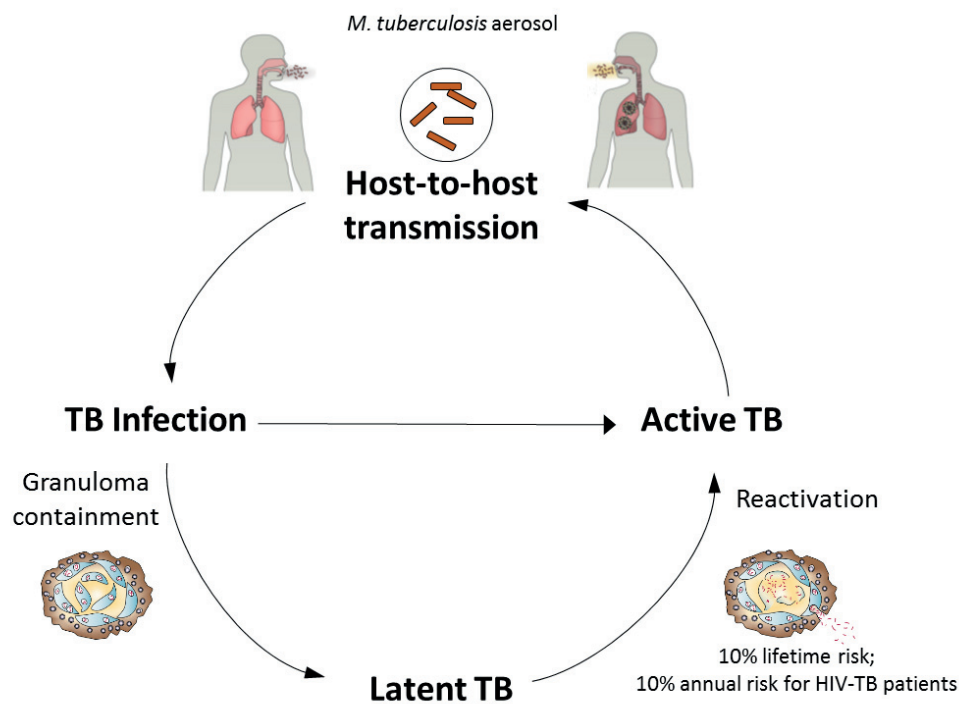 M. tuberculosis aerosol
Host-to-host
transmission
TB Infection
Active TB
Granuloma
containment
Reactivation
10% lifetime risk;
10% annual risk for HIV-TB patients
Latent TB